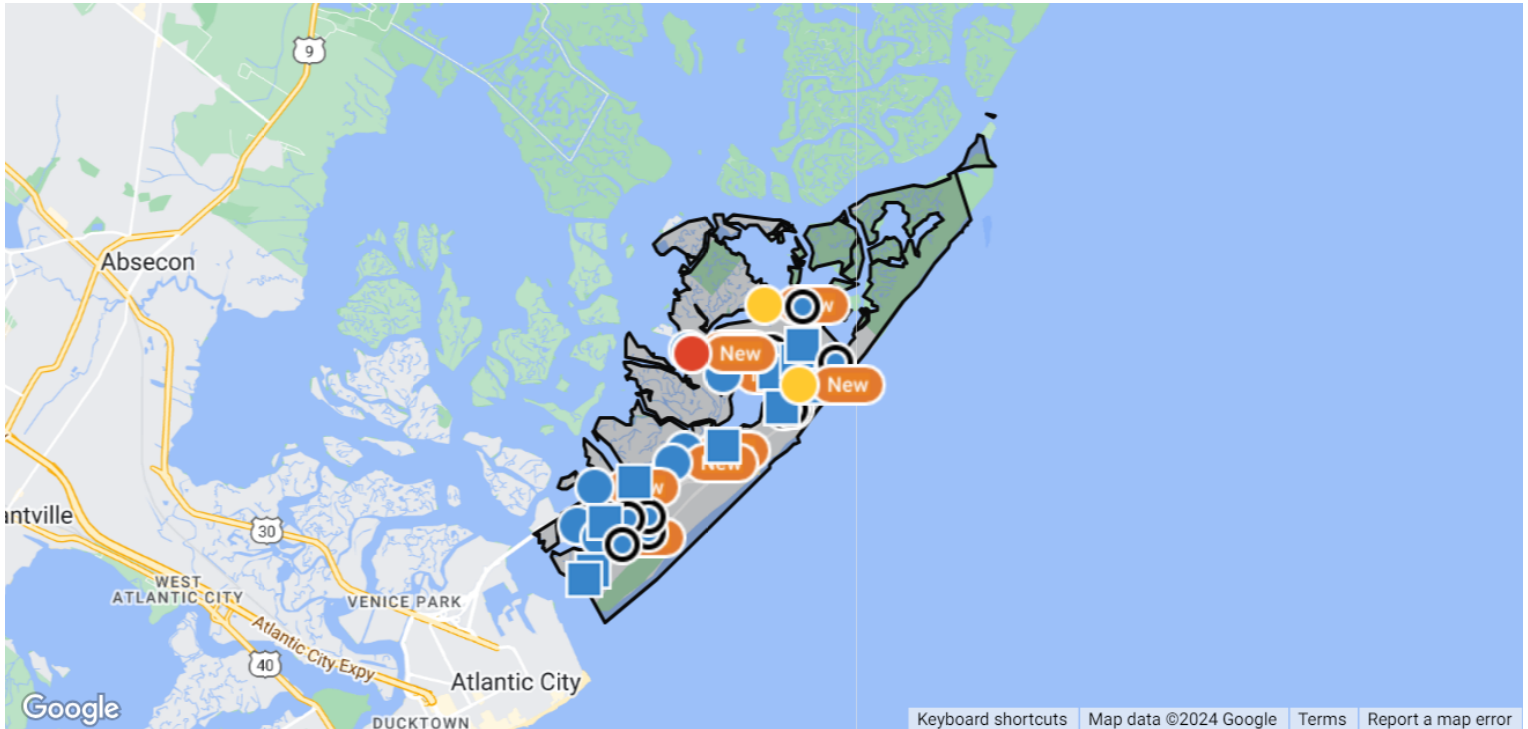 9
Absecon
New
New
New
antville
30
WEST
ATLANTIC CITY
VENICE PARK
Atlantic City Expy
40
Atlantic City
DUCKTOWN
Google
Keyboard shortcuts
Map data ©2024 Google
Terms
Report a map error